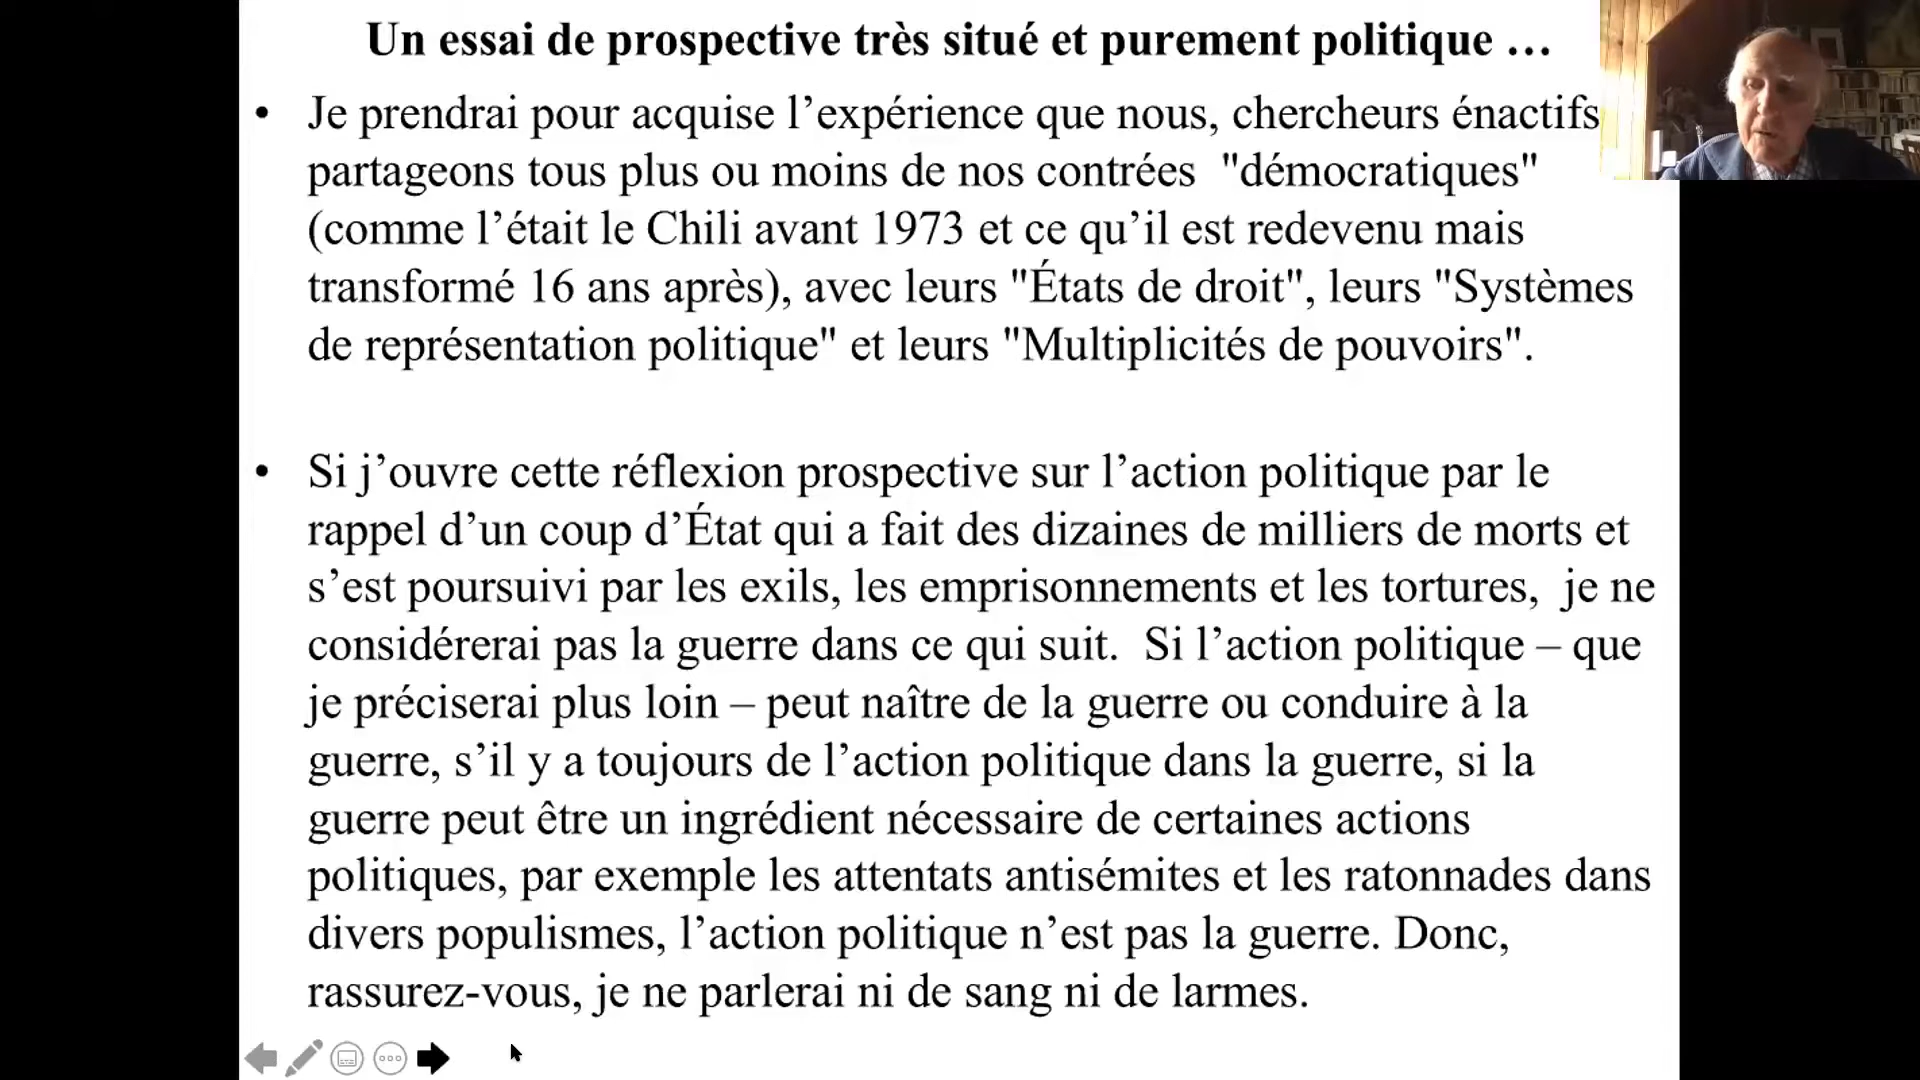 Un essai de prospective très situé et purement politique …
• Je prendrai pour acquise l’expérience que nous, chercheurs énactifs
partageons tous plus ou moins de nos contrées "démocratiques"
(comme l’était le Chili avant 1973 et ce qu’il est redevenu mais
transformé 16 ans après), avec leurs "États de droit", leurs "Systèmes
de représentation politique" et leurs "Multiplicités de pouvoirs".
• Si j’ouvre cette réflexion prospective sur l’action politique par le
rappel d’un coup d’État qui a fait des dizaines de milliers de morts et
s’est poursuivi par les exils, les emprisonnements et les tortures, je ne
considérerai pas la guerre dans ce qui suit. Si l’action politique – que
je préciserai plus loin – peut naître de la guerre ou conduire à la
guerre, s’il y a toujours de l’action politique dans la guerre, si la
guerre peut être un ingrédient nécessaire de certaines actions
politiques, par exemple les attentats antisémites et les ratonnades dans
divers populismes, l’action politique n’est pas la guerre. Donc,
rassurez-vous, je ne parlerai ni de sang ni de larmes.